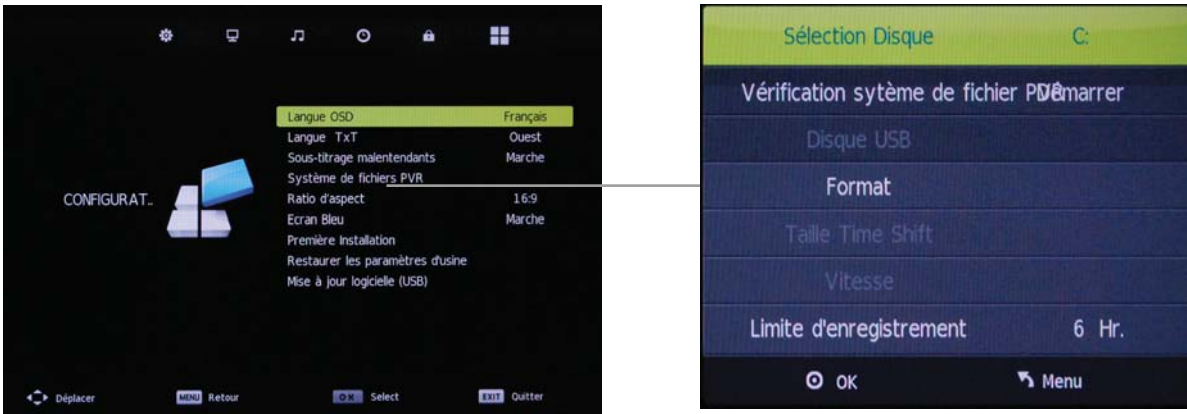 Langue OSD Français
Langue TxT Ouest
Sous-titrage malentendants Marche
Système de fichiers PVR
CONFIGURAT..
Ratio d'aspect 16:9
Ecran Bleu Marche
Première Installation
Restaurer les paramètres d'usine
Mise à jour logicielle (USB)
Déplacer MENU Retour OK Select EXIT Quitter
Sélection Disque C:
Vérification sytème de fichier PVR Démarrer
Disque USB
Format
Taille Time Shift
Vitesse
Limite d'enregistrement 6 Hr.
OK Menu